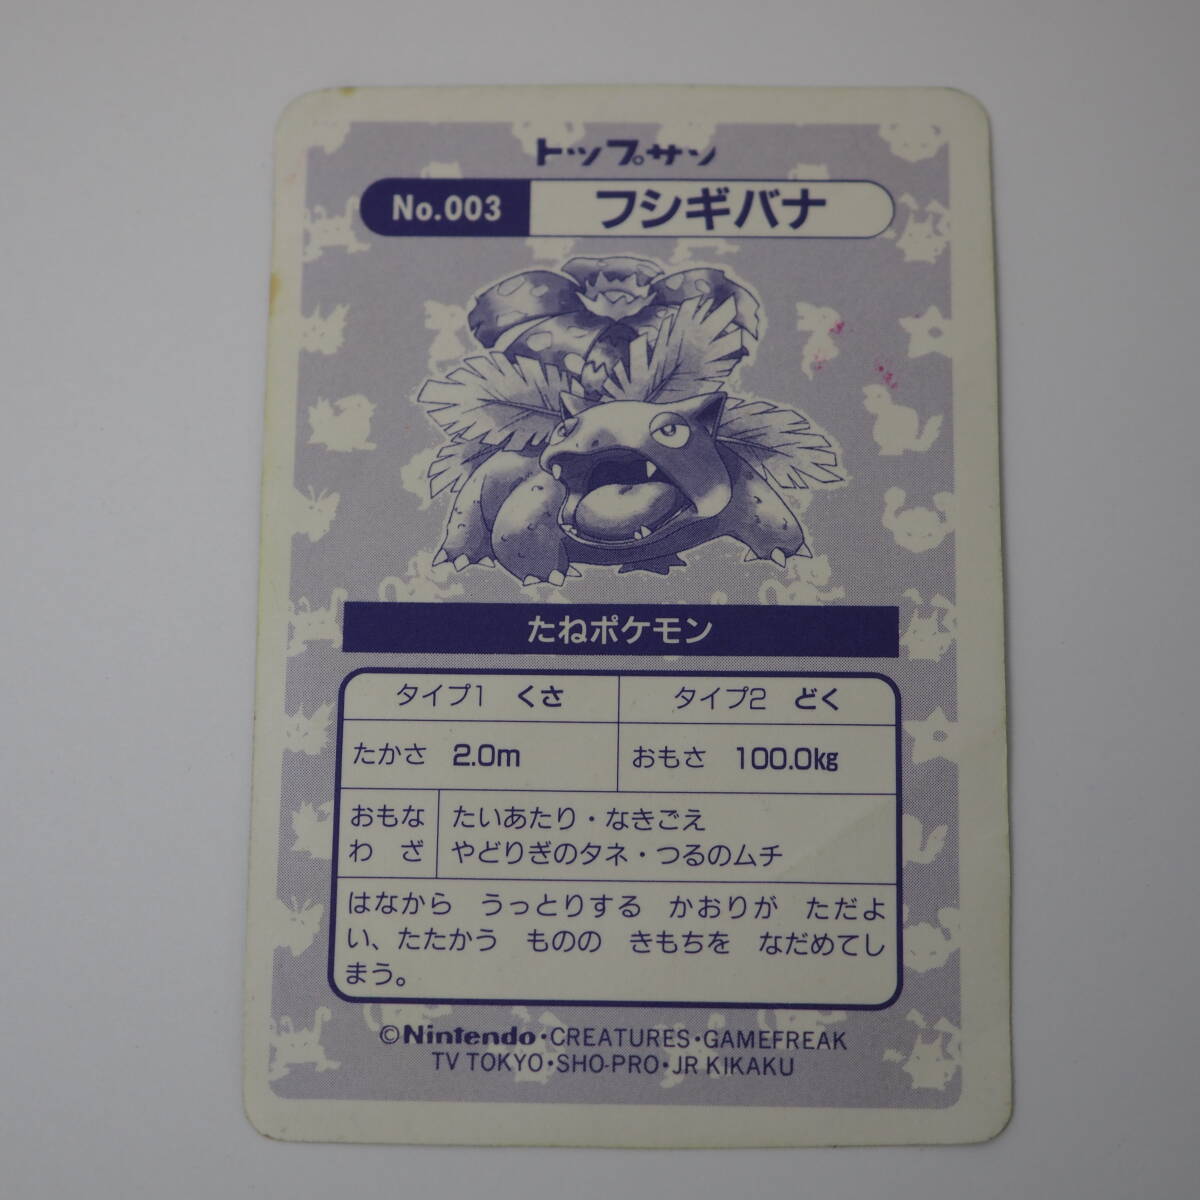 トップサン
No.003 フシギバナ
たねポケモン
タイプ1 くさ タイプ2 どく
たかさ 2.0m おもさ 100.0㎏
おもな たいあたり・なきごえ
わ ざ やどりぎのタネ・つるのムチ
はなから うっとりする かおりが ただよ
い、たたかう ものの きもちを なだめてし
まう。
©Nintendo・CREATURES・GAMEFREAK
TV TOKYO・SHO-PRO・JR KIKAKU